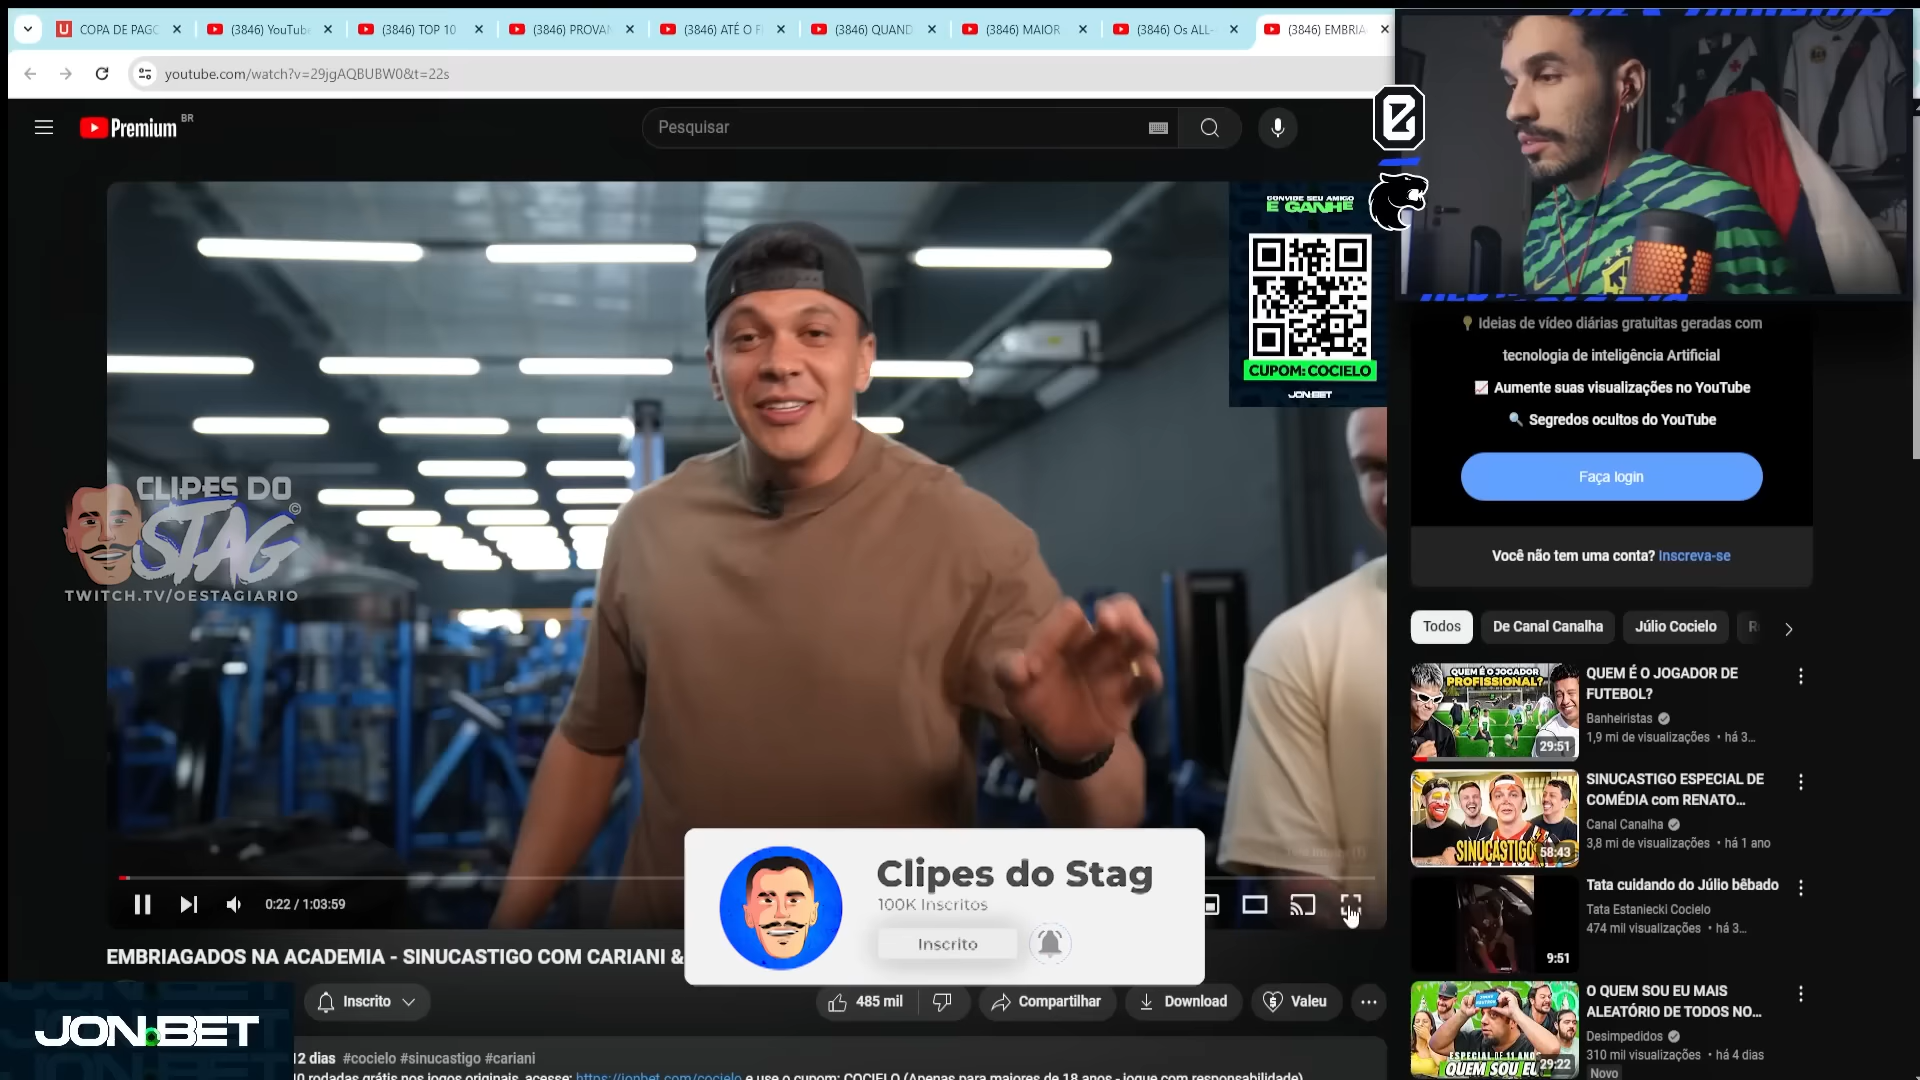 COPA DE PAGO
(3846) YouTube
(3846) TOP 10
(3846) PROVAN
(3846) ATÉ O F
(3846) QUAND
(3846) MAIOR
(3846) Os ALL-
(3846) EMBRIA
youtube.com/watch?v=29jgAQBUBW0&t=22s
Premium BR
Pesquisar
CONVIDE SEU AMIGO
E GANHE
CUPOM: COCIELO
JON.BET
CLIPES DO
STAG
TWITCH.TV/OESTAGIARIO
Ideias de vídeo diárias gratuitas geradas com
tecnologia de inteligência Artificial
Aumente suas visualizações no YouTube
Segredos ocultos do YouTube
Faça login
Você não tem uma conta? Inscreva-se
Todos
De Canal Canalha
Júlio Cocielo
QUEM É O JOGADOR
PROFISSIONAL?
29:51
QUEM É O JOGADOR DE
FUTEBOL?
Banheiristas
1,9 mi de visualizações • há 3...
SINUCASTIGO
58:43
SINUCASTIGO ESPECIAL DE
COMÉDIA com RENATO...
Canal Canalha
3,8 mi de visualizações • há 1 ano
9:51
Tata cuidando do Júlio bêbado
Tata Estaniecki Cocielo
474 mil visualizações • há 3...
ESPECIAL DE 11 ANOS
QUEM SOU EU
29:22
O QUEM SOU EU MAIS
ALEATÓRIO DE TODOS NO...
Desimpedidos
310 mil visualizações • há 4 dias
Novo
0:22 / 1:03:59
Clipes do Stag
100K Inscritos
Inscrito
EMBRIAGADOS NA ACADEMIA - SINUCASTIGO COM CARIANI &
Inscrito
485 mil
Compartilhar
Download
Valeu
JON.BET
12 dias #cocielo #sinucastigo #cariani
10 rodadas grátis nos jogos originais, acesse: https://jonbet.com/cocielo e use o cupom: COCIELO (Apenas para maiores de 18 anos - jogue com responsabilidade)